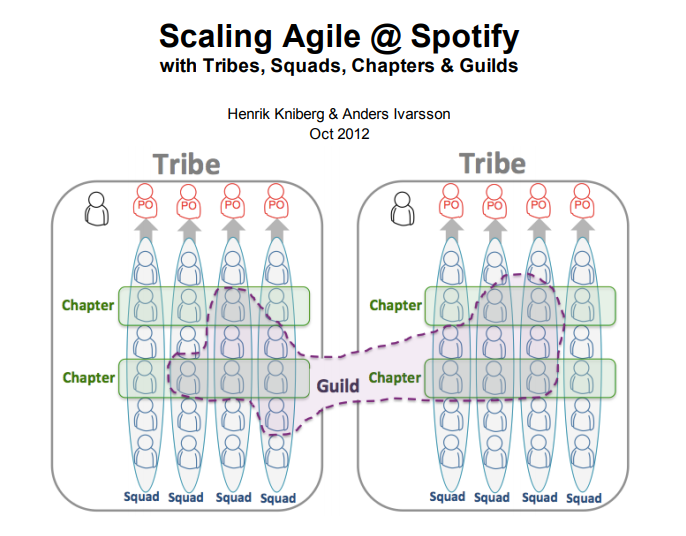 Scaling Agile @ Spotify
with Tribes, Squads, Chapters & Guilds
Henrik Kniberg & Anders Ivarsson
Oct 2012
Tribe
Tribe
PO PO PO PO
PO PO PO PO
Chapter
Chapter
Chapter
Guild
Chapter
Squad Squad Squad Squad
Squad Squad Squad Squad